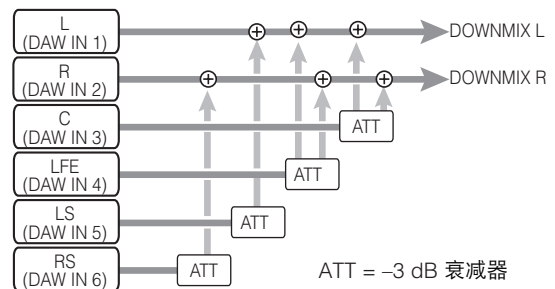 L
(DAW IN 1)
DOWNMIX L
R
(DAW IN 2)
DOWNMIX R
C
(DAW IN 3)
ATT
LFE
(DAW IN 4)
ATT
LS
(DAW IN 5)
ATT
RS
(DAW IN 6)
ATT
ATT = –3 dB 衰减器